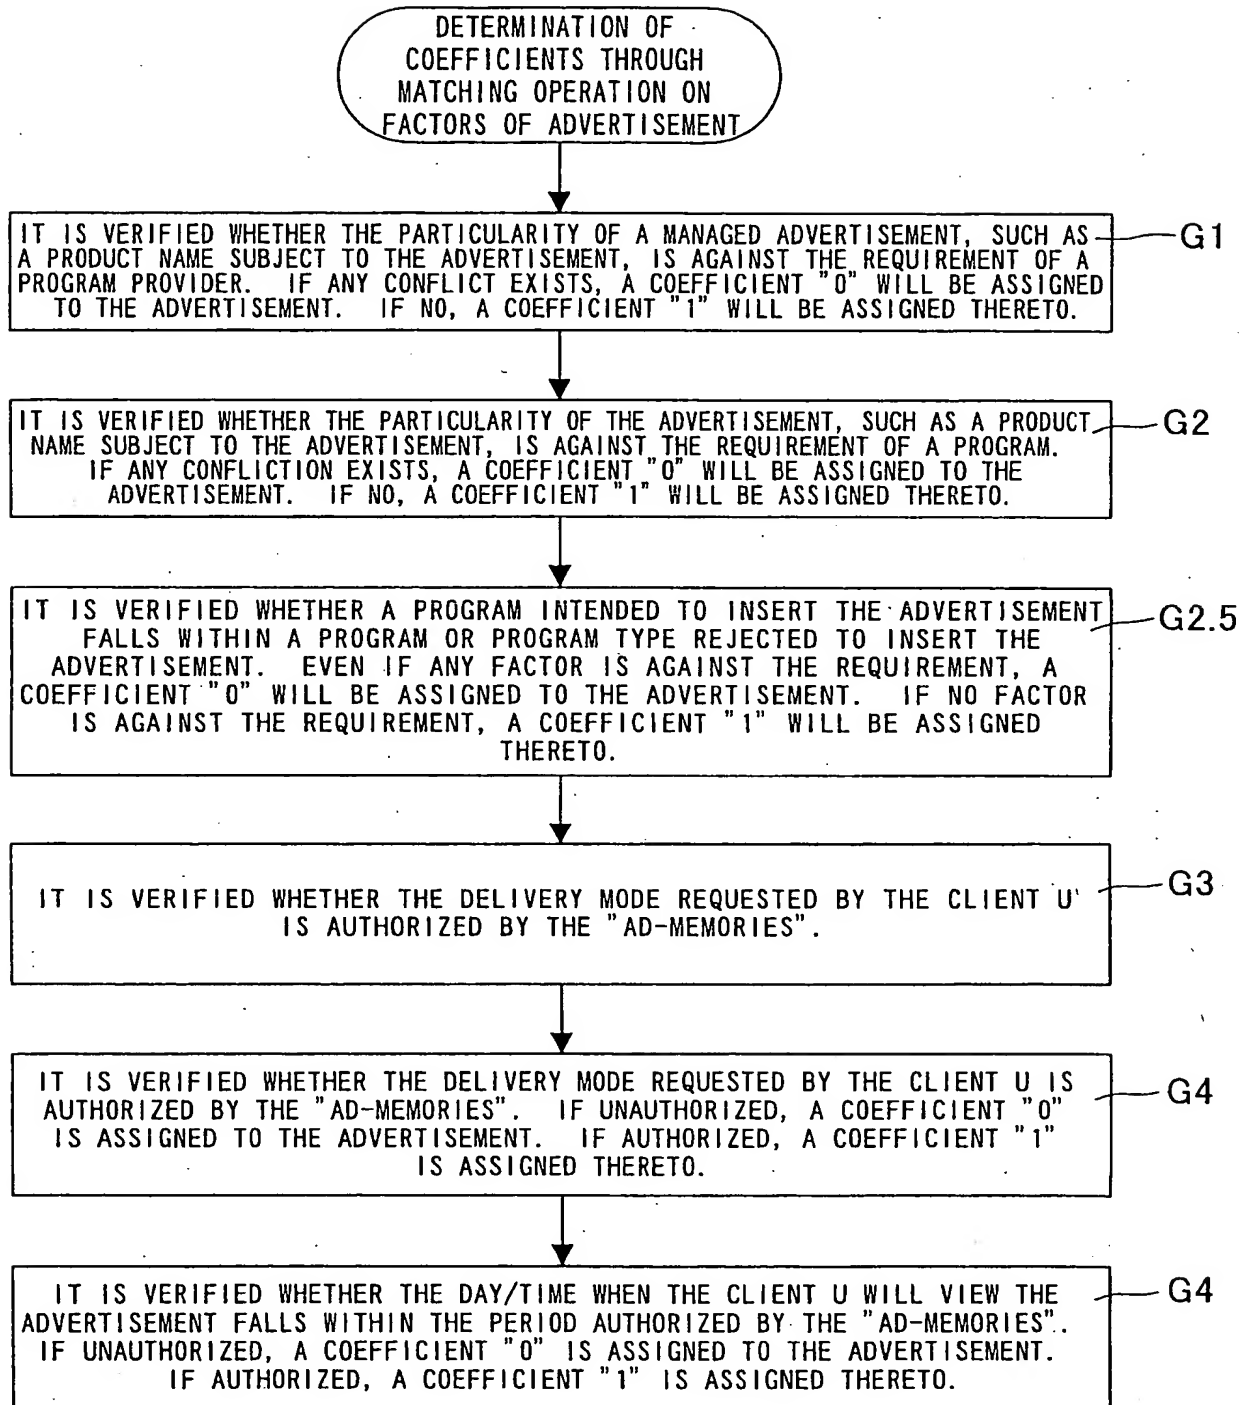 DETERMINATION OF
COEFFICIENTS THROUGH
MATCHING OPERATION ON
FACTORS OF ADVERTISEMENT
IT IS VERIFIED WHETHER THE PARTICULARITY OF A MANAGED ADVERTISEMENT, SUCH AS
A PRODUCT NAME SUBJECT TO THE ADVERTISEMENT, IS AGAINST THE REQUIREMENT OF A
PROGRAM PROVIDER. IF ANY CONFLICT EXISTS, A COEFFICIENT "0" WILL BE ASSIGNED
TO THE ADVERTISEMENT. IF NO, A COEFFICIENT "1" WILL BE ASSIGNED THERETO.
G1
IT IS VERIFIED WHETHER THE PARTICULARITY OF THE ADVERTISEMENT, SUCH AS A PRODUCT
NAME SUBJECT TO THE ADVERTISEMENT, IS AGAINST THE REQUIREMENT OF A PROGRAM.
IF ANY CONFLICTION EXISTS, A COEFFICIENT "0" WILL BE ASSIGNED TO THE
ADVERTISEMENT. IF NO, A COEFFICIENT "1" WILL BE ASSIGNED THERETO.
G2
IT IS VERIFIED WHETHER A PROGRAM INTENDED TO INSERT THE ADVERTISEMENT
FALLS WITHIN A PROGRAM OR PROGRAM TYPE REJECTED TO INSERT THE
ADVERTISEMENT. EVEN IF ANY FACTOR IS AGAINST THE REQUIREMENT, A
COEFFICIENT "0" WILL BE ASSIGNED TO THE ADVERTISEMENT. IF NO FACTOR
IS AGAINST THE REQUIREMENT, A COEFFICIENT "1" WILL BE ASSIGNED
THERETO.
G2.5
IT IS VERIFIED WHETHER THE DELIVERY MODE REQUESTED BY THE CLIENT U
IS AUTHORIZED BY THE "AD-MEMORIES".
G3
IT IS VERIFIED WHETHER THE DELIVERY MODE REQUESTED BY THE CLIENT U IS
AUTHORIZED BY THE "AD-MEMORIES". IF UNAUTHORIZED, A COEFFICIENT "0"
IS ASSIGNED TO THE ADVERTISEMENT. IF AUTHORIZED, A COEFFICIENT "1"
IS ASSIGNED THERETO.
G4
IT IS VERIFIED WHETHER THE DAY/TIME WHEN THE CLIENT U WILL VIEW THE
ADVERTISEMENT FALLS WITHIN THE PERIOD AUTHORIZED BY THE "AD-MEMORIES".
IF UNAUTHORIZED, A COEFFICIENT "0" IS ASSIGNED TO THE ADVERTISEMENT.
IF AUTHORIZED, A COEFFICIENT "1" IS ASSIGNED THERETO.
G4